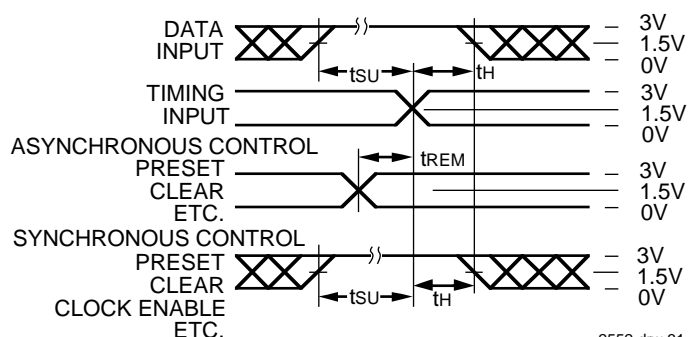 DATA
INPUT
3V
1.5V
0V
tSU
tH
TIMING
INPUT
3V
1.5V
0V
ASYNCHRONOUS CONTROL
tREM
PRESET
CLEAR
ETC.
3V
1.5V
0V
SYNCHRONOUS CONTROL
PRESET
CLEAR
CLOCK ENABLE
ETC.
3V
1.5V
0V
tSU
tH